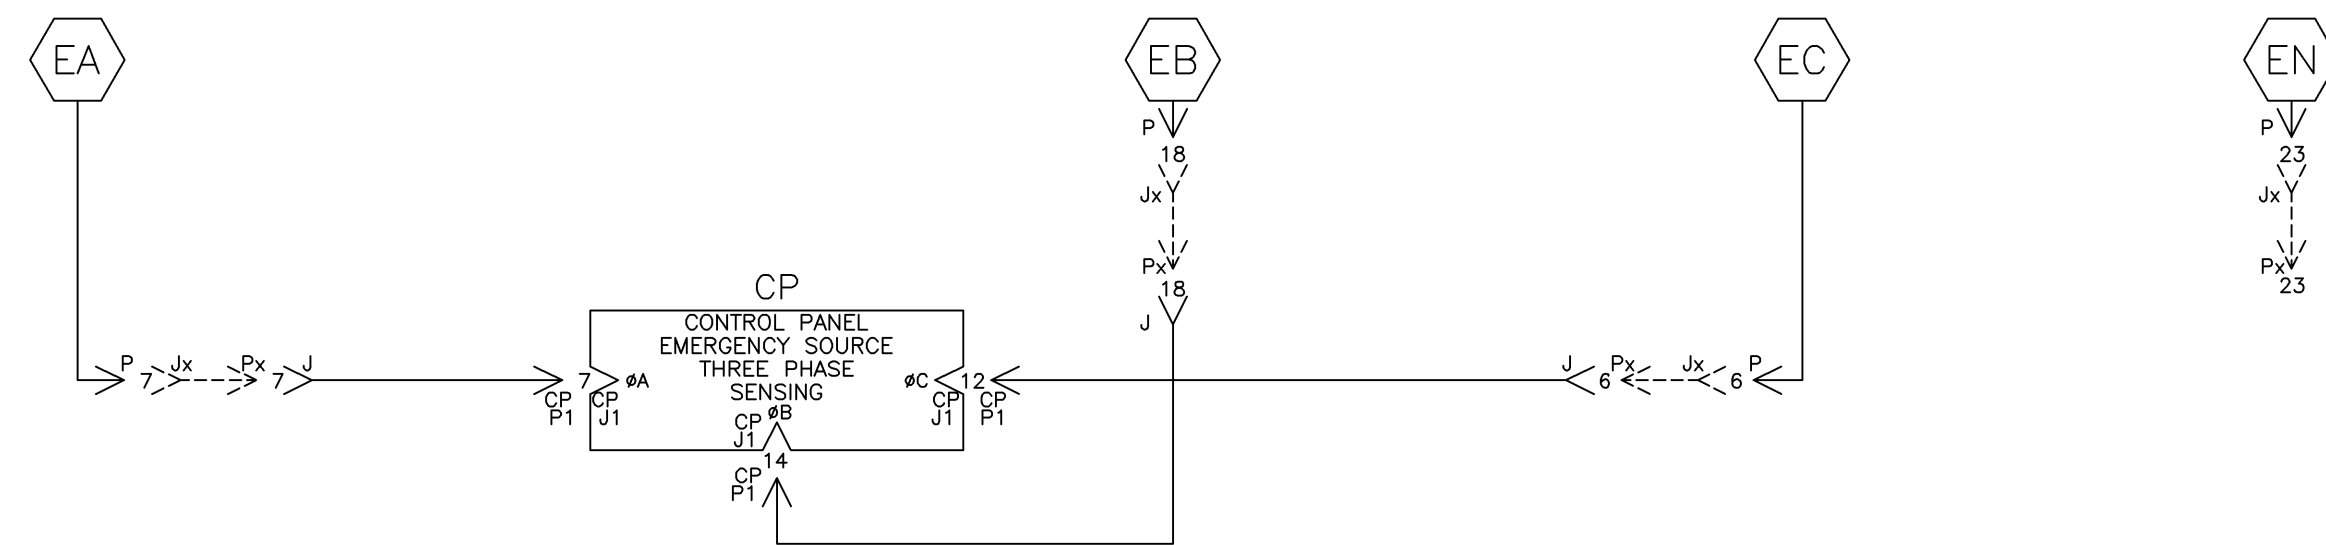 EA
EB
EC
EN
P
18
Jx
Px
18
J
P
23
Jx
Px
23
CP
CONTROL PANEL
EMERGENCY SOURCE
THREE PHASE
SENSING
P 7 Jx Px 7 J
7 øA
CP CP
P1 J1
øC 12
CP CP
J1 P1
øB
CP
J1
14
CP
P1
J 6 Px Jx 6 P